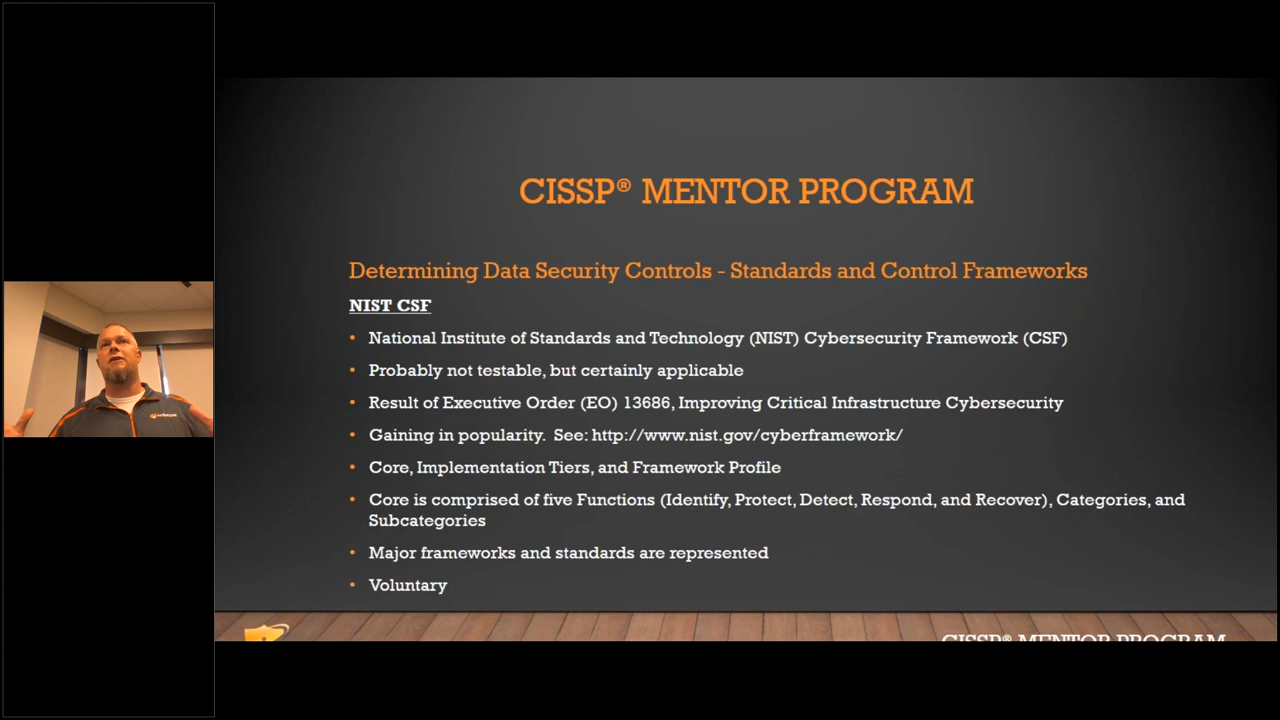 CISSP® MENTOR PROGRAM
Determining Data Security Controls - Standards and Control Frameworks
NIST CSF
• National Institute of Standards and Technology (NIST) Cybersecurity Framework (CSF)
• Probably not testable, but certainly applicable
• Result of Executive Order (EO) 13686, Improving Critical Infrastructure Cybersecurity
• Gaining in popularity. See: http://www.nist.gov/cyberframework/
• Core, Implementation Tiers, and Framework Profile
• Core is comprised of five Functions (Identify, Protect, Detect, Respond, and Recover), Categories, and
Subcategories
• Major frameworks and standards are represented
• Voluntary
CISSP® MENTOR PROGRAM